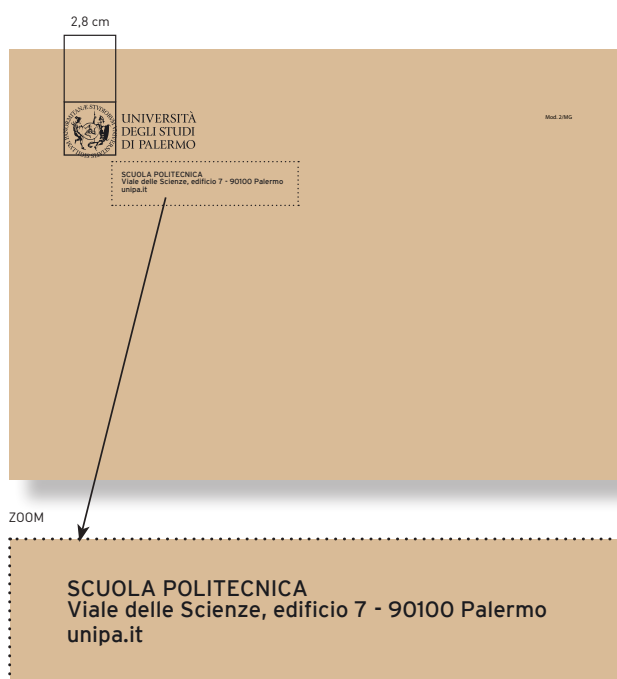 2,8 cm
UNIVERSITÀ
DEGLI STUDI
DI PALERMO
Mod. 2/MG
SCUOLA POLITECNICA
Viale delle Scienze, edificio 7 - 90100 Palermo
unipa.it
ZOOM
SCUOLA POLITECNICA
Viale delle Scienze, edificio 7 - 90100 Palermo
unipa.it